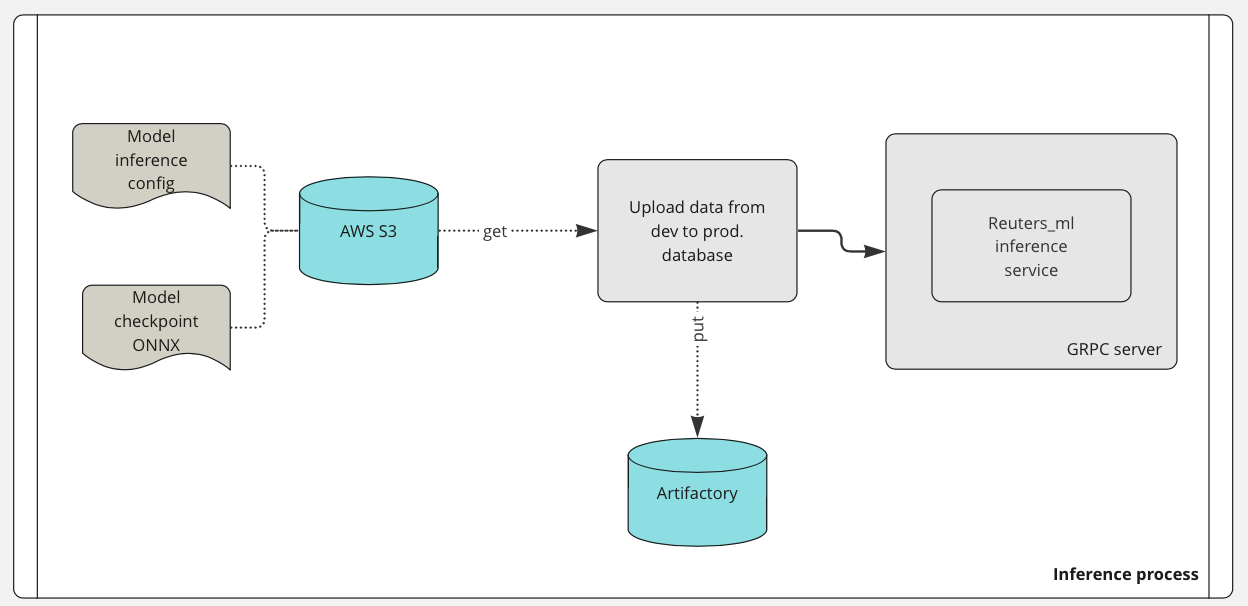 Model
inference
config
Model
checkpoint
ONNX
AWS S3
get
Upload data from
dev to prod.
database
put
Artifactory
Reuters_ml
inference
service
GRPC server
Inference process